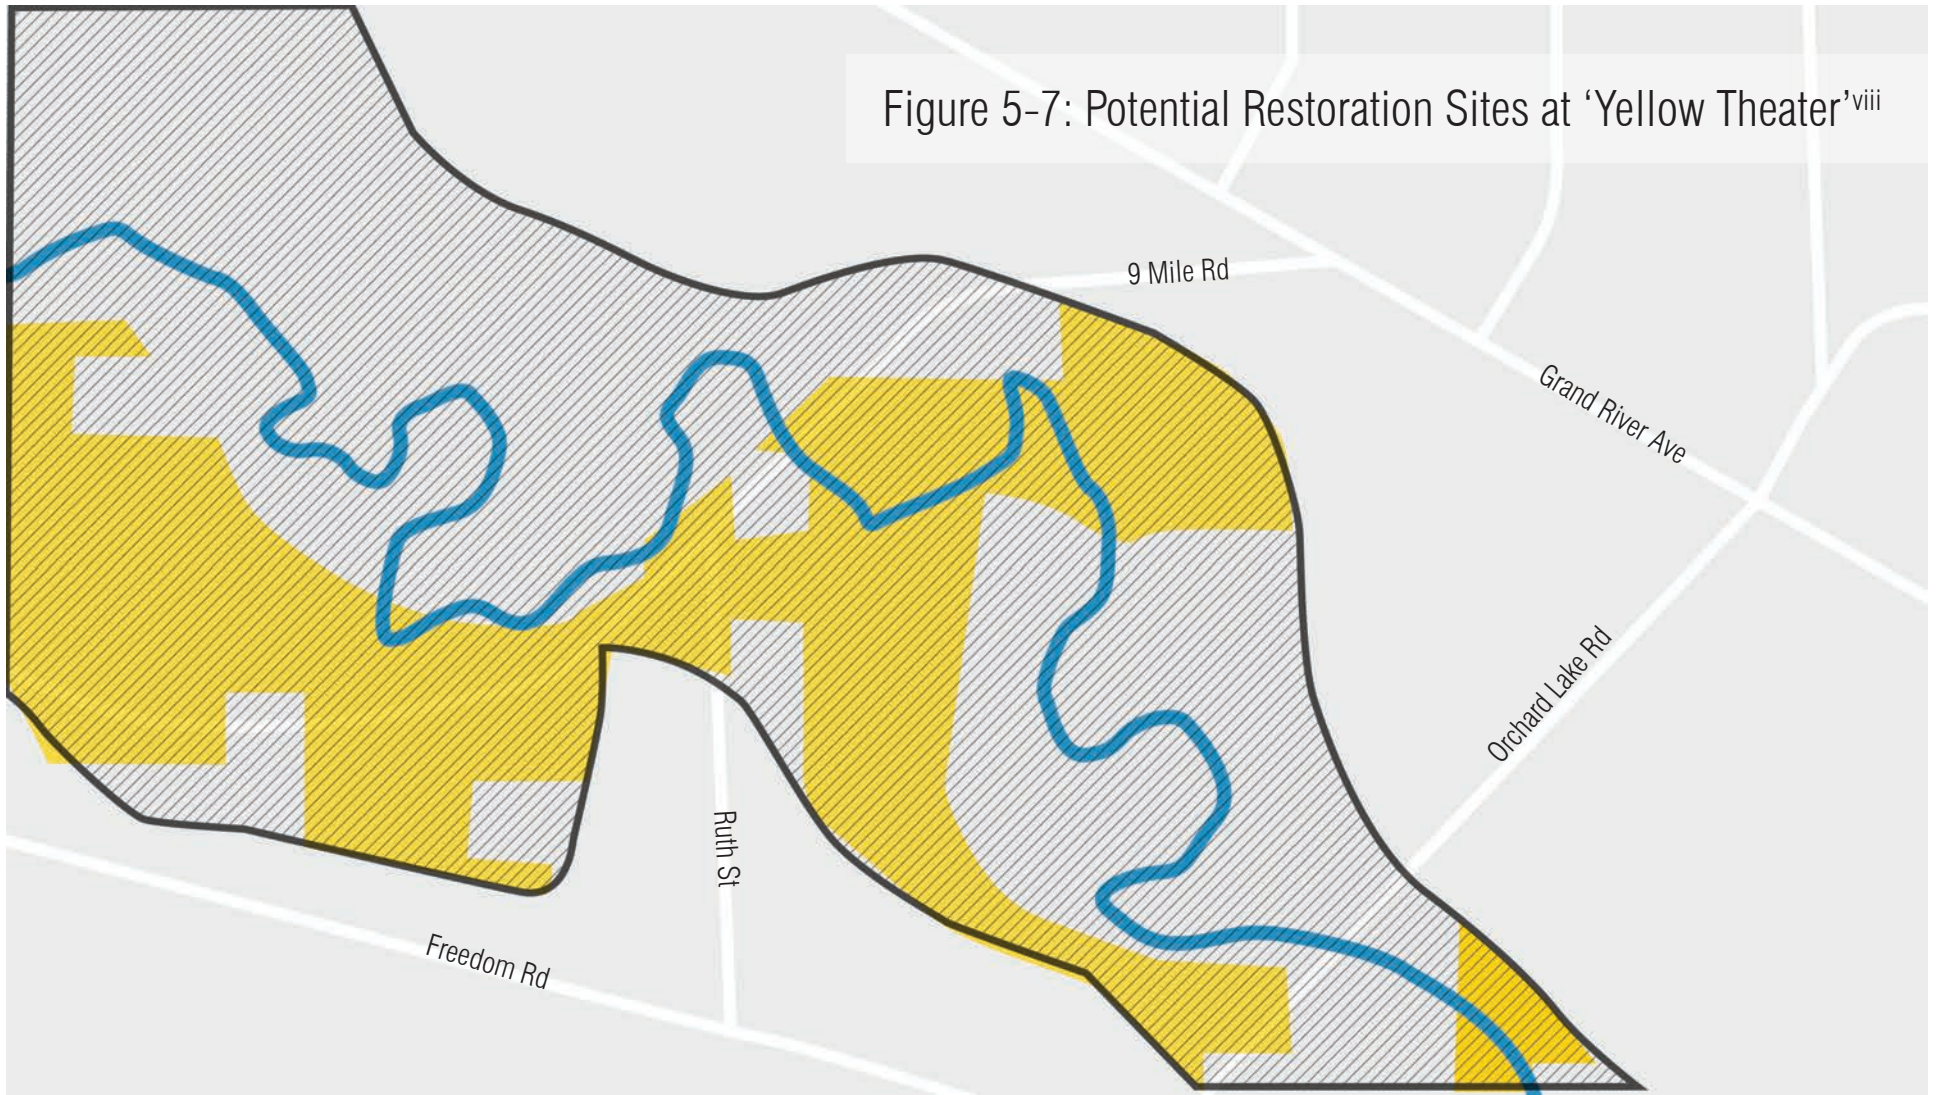 Figure 5-7: Potential Restoration Sites at ‘Yellow Theater’viii
9 Mile Rd
Grand River Ave
Orchard Lake Rd
Ruth St
Freedom Rd